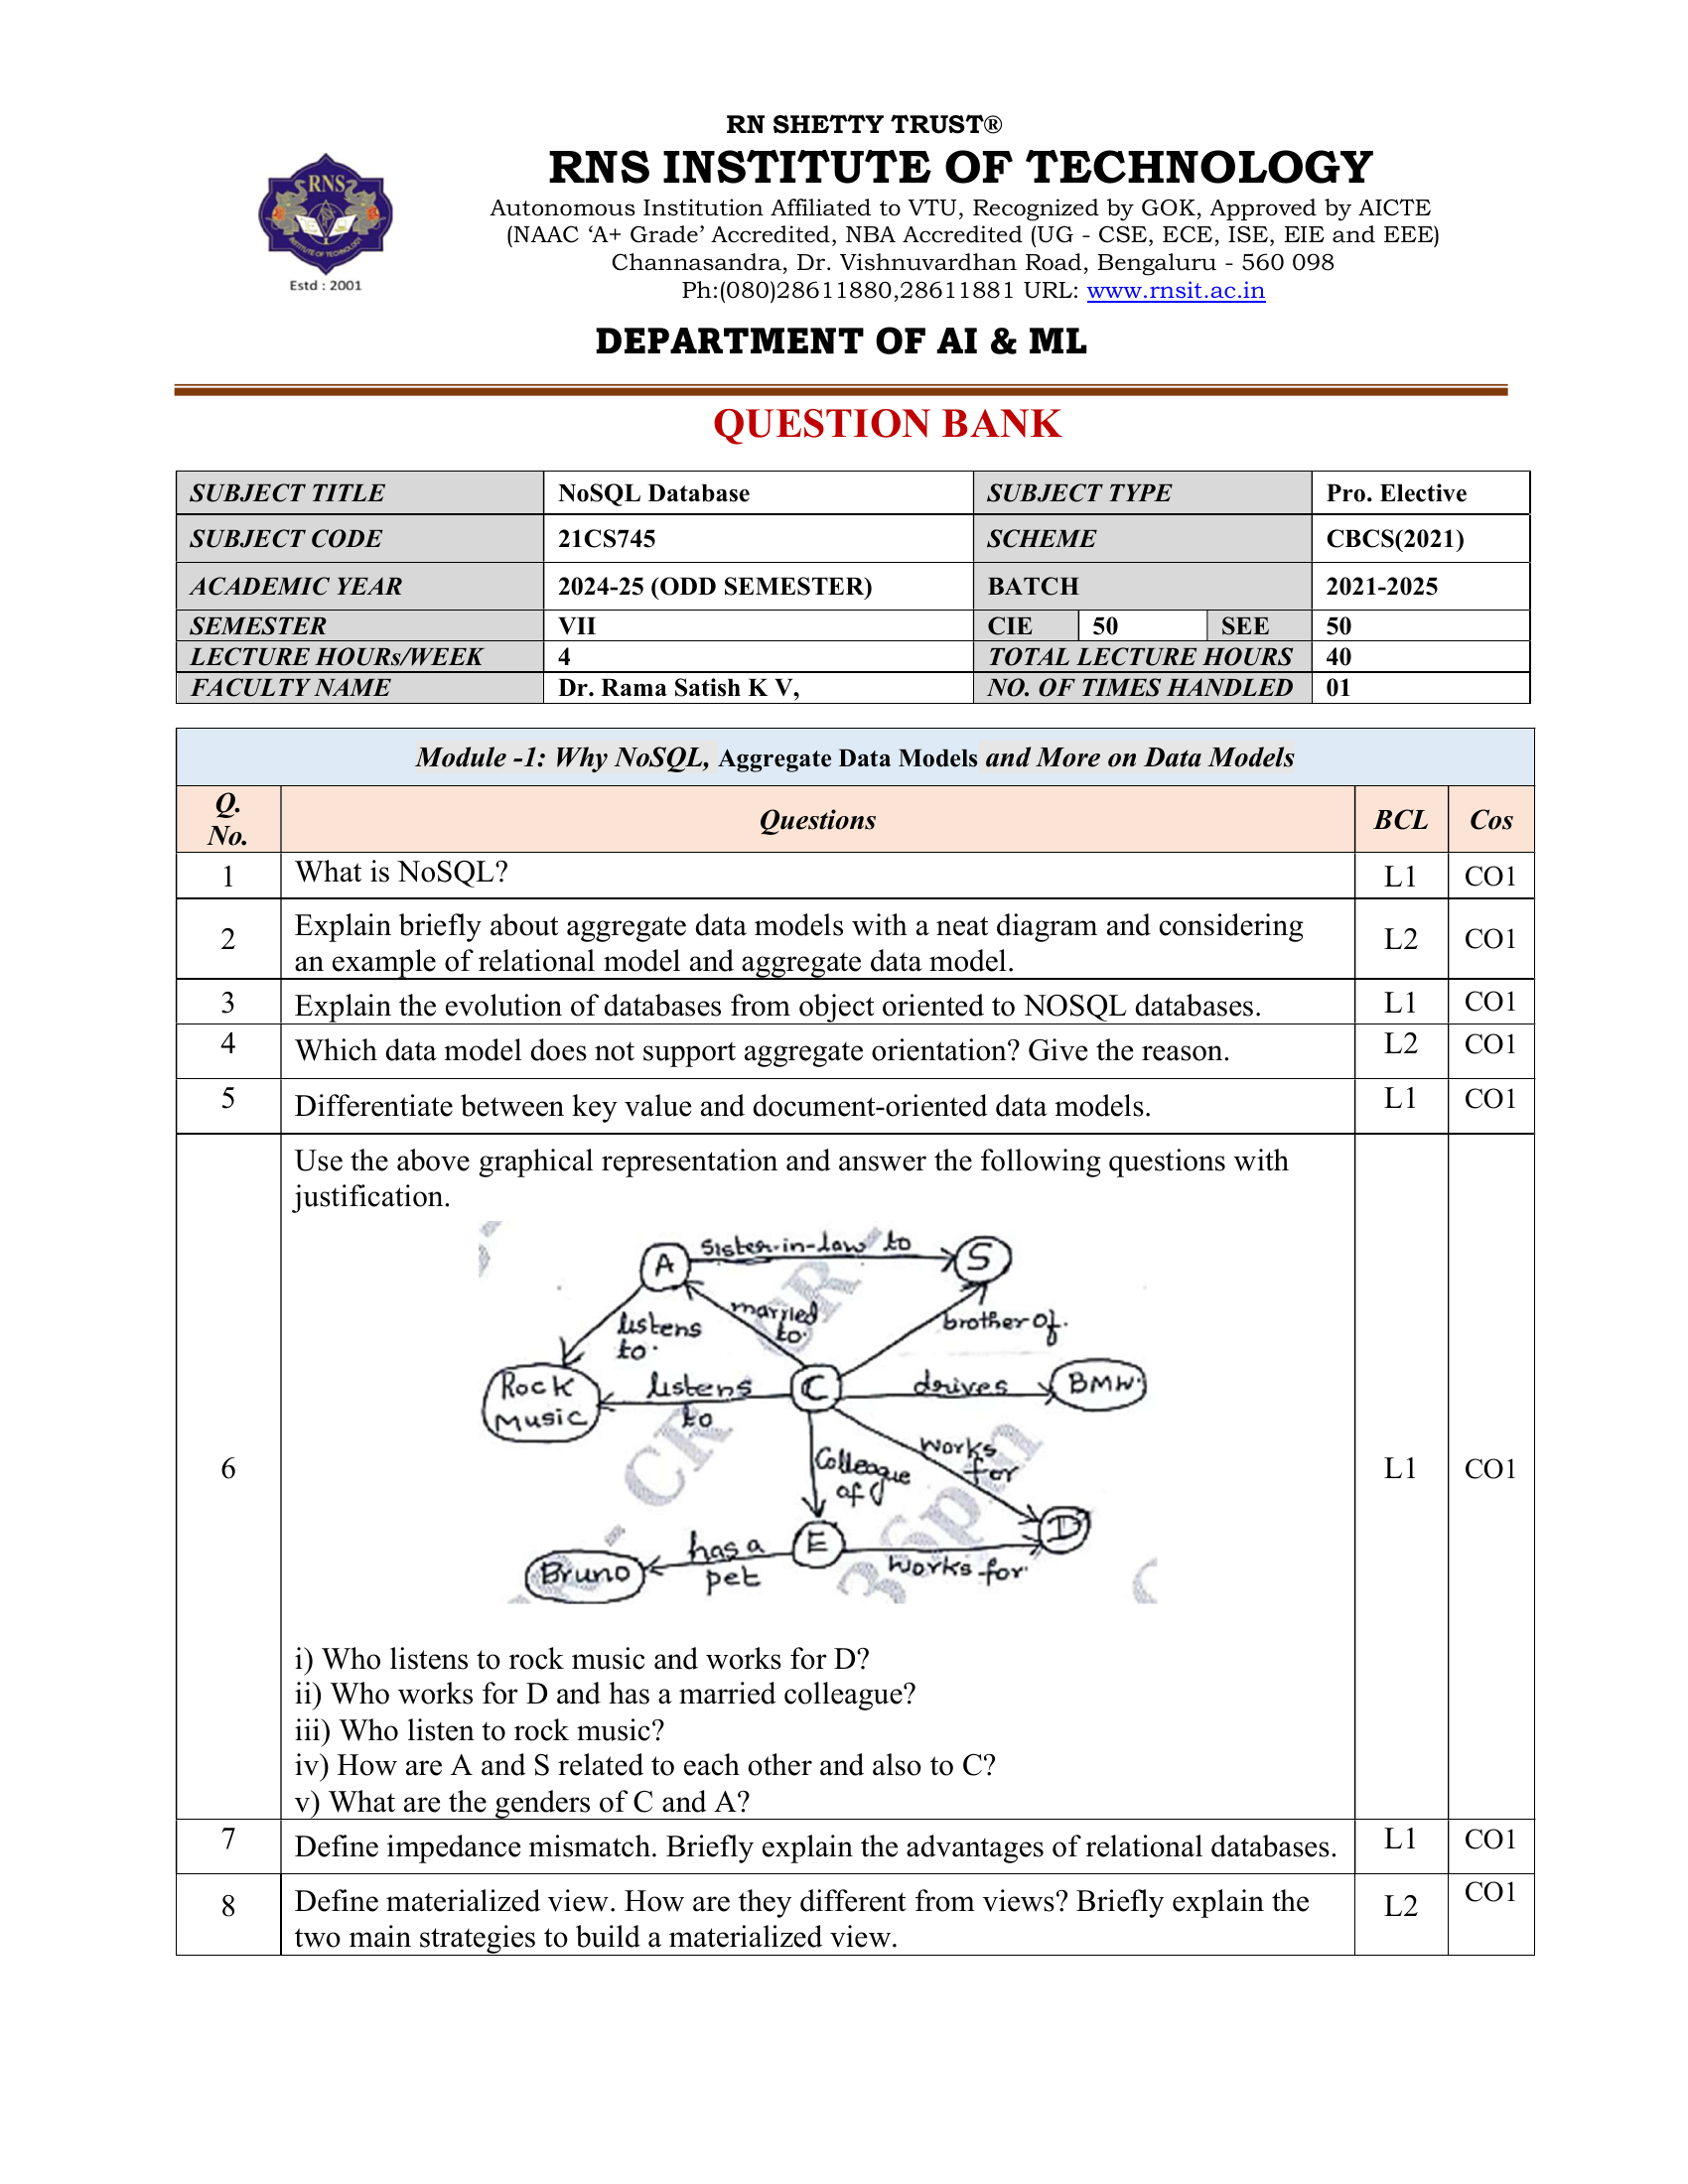 RN SHETTY TRUST®
RNS INSTITUTE OF TECHNOLOGY
Autonomous Institution Affiliated to VTU, Recognized by GOK, Approved by AICTE
(NAAC ‘A+ Grade’ Accredited, NBA Accredited (UG - CSE, ECE, ISE, EIE and EEE)
Channasandra, Dr. Vishnuvardhan Road, Bengaluru - 560 098
Ph:(080)28611880,28611881 URL: www.rnsit.ac.in
RNS
INSTITUTE OF TECHNOLOGY
Estd : 2001
DEPARTMENT OF AI & ML
QUESTION BANK
SUBJECT TITLE NoSQL Database SUBJECT TYPE Pro. Elective
SUBJECT CODE 21CS745 SCHEME CBCS(2021)
ACADEMIC YEAR 2024-25 (ODD SEMESTER) BATCH 2021-2025
SEMESTER VII CIE 50 SEE 50
LECTURE HOURs/WEEK 4 TOTAL LECTURE HOURS 40
FACULTY NAME Dr. Rama Satish K V, NO. OF TIMES HANDLED 01
Module -1: Why NoSQL, Aggregate Data Models and More on Data Models
Q. No. Questions BCL Cos
1 What is NoSQL? L1 CO1
2 Explain briefly about aggregate data models with a neat diagram and considering L2 CO1
an example of relational model and aggregate data model.
3 Explain the evolution of databases from object oriented to NOSQL databases. L1 CO1
4 Which data model does not support aggregate orientation? Give the reason. L2 CO1
5 Differentiate between key value and document-oriented data models. L1 CO1
6 Use the above graphical representation and answer the following questions with L1 CO1
justification.
A sister-in-law to S
listens to.
married to.
brother of.
Rock Music
listens to
C
drives
BMW
Colleague of
works for
D
Bruno
has a pet
E
works for
i) Who listens to rock music and works for D?
ii) Who works for D and has a married colleague?
iii) Who listen to rock music?
iv) How are A and S related to each other and also to C?
v) What are the genders of C and A?
7 Define impedance mismatch. Briefly explain the advantages of relational databases. L1 CO1
8 Define materialized view. How are they different from views? Briefly explain the L2 CO1
two main strategies to build a materialized view.